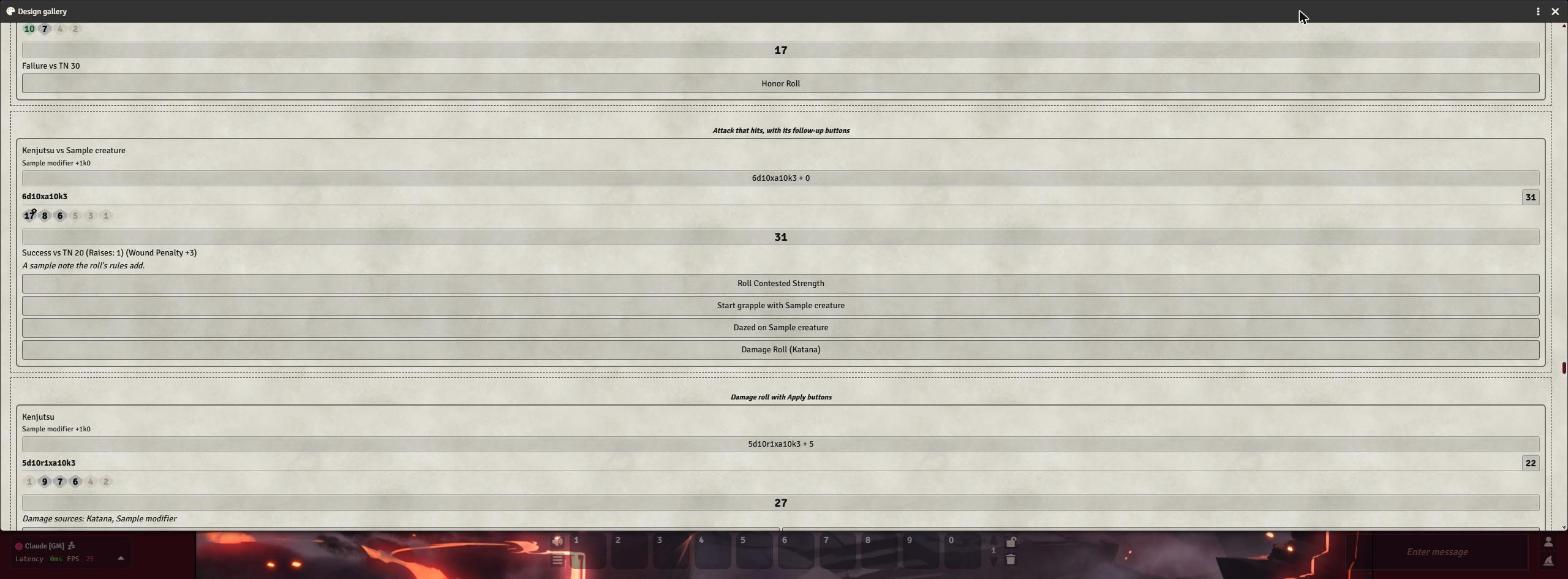 Design gallery
10 7 4 2
17
Failure vs TN 30
Honor Roll
Attack that hits, with its follow-up buttons
Kenjutsu vs Sample creature
Sample modifier +1k0
6d10xa10k3 + 0
6d10xa10k3 31
17 8 6 5 3 1
31
Success vs TN 20 (Raises: 1) (Wound Penalty +3)
A sample note the roll's rules add.
Roll Contested Strength
Start grapple with Sample creature
Dazed on Sample creature
Damage Roll (Katana)
Damage roll with Apply buttons
Kenjutsu
Sample modifier +1k0
5d10r1xa10k3 + 5
5d10r1xa10k3 22
1 9 7 6 4 2
27
Damage sources: Katana, Sample modifier
Claude [GM]
Latency 0ms FPS 25
1 2 3 4 5 6 7 8 9 0
1
Enter message